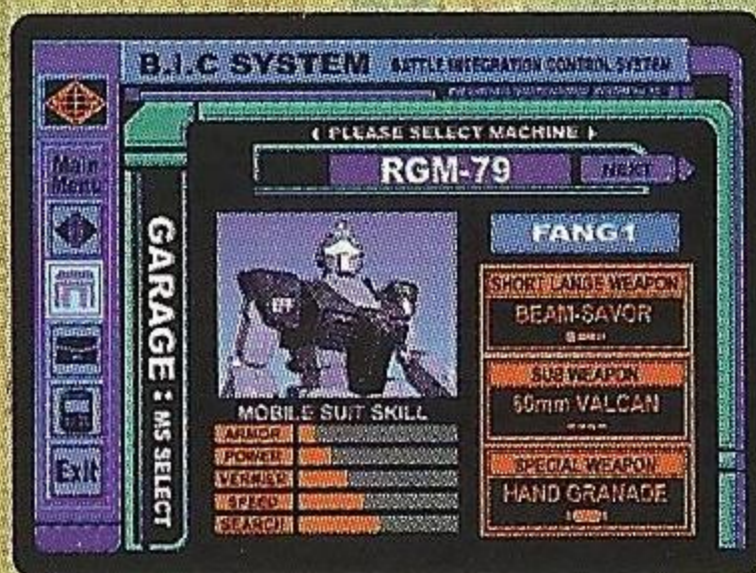 B.I.C SYSTEM BATTLE INTEGRATION CONTROL SYSTEM
Main
Menu
Exit
GARAGE : MS SELECT
PLEASE SELECT MACHINE
RGM-79 NEXT
FANG1
SHORT LANGE WEAPON
BEAM-SAVOR
SUB WEAPON
60mm VALCAN
SPECIAL WEAPON
HAND GRANADE
MOBILE SUIT SKILL
ARMOR
POWER
VERNIER
SPEED
SEARCH